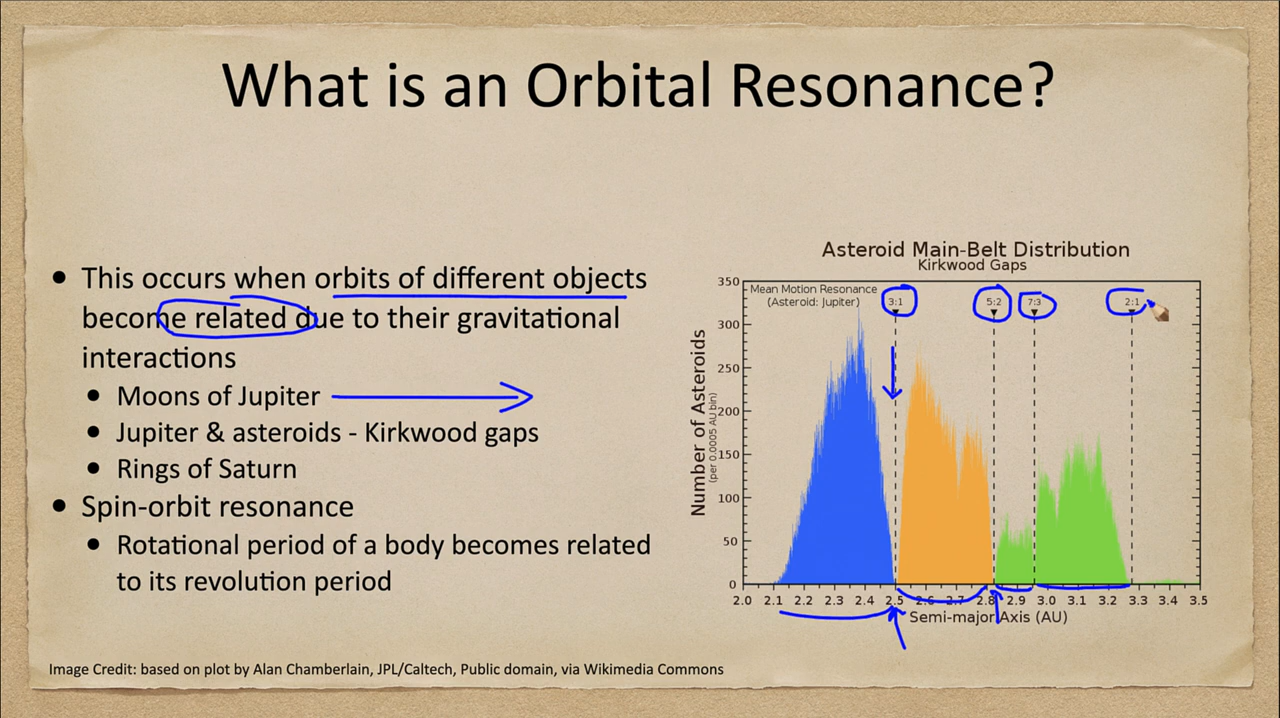 What is an Orbital Resonance?
• This occurs when orbits of different objects
become related due to their gravitational
interactions
• Moons of Jupiter
• Jupiter & asteroids - Kirkwood gaps
• Rings of Saturn
• Spin-orbit resonance
• Rotational period of a body becomes related
to its revolution period
Asteroid Main-Belt Distribution
Kirkwood Gaps
Mean Motion Resonance
(Asteroid: Jupiter)
3:1 5:2 7:3 2:1
350
300
250
200
150
100
50
0
Number of Asteroids
(per 0.0005 AU bin)
2.0 2.1 2.2 2.3 2.4 2.5 2.6 2.7 2.8 2.9 3.0 3.1 3.2 3.3 3.4 3.5
Semi-major Axis (AU)
Image Credit: based on plot by Alan Chamberlain, JPL/Caltech, Public domain, via Wikimedia Commons